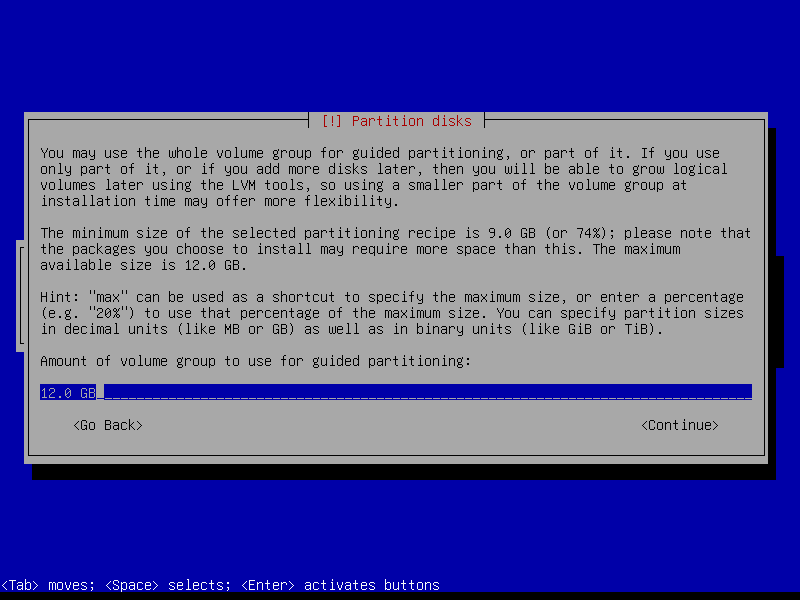 [!] Partition disks
You may use the whole volume group for guided partitioning, or part of it. If you use
only part of it, or if you add more disks later, then you will be able to grow logical
volumes later using the LVM tools, so using a smaller part of the volume group at
installation time may offer more flexibility.
The minimum size of the selected partitioning recipe is 9.0 GB (or 74%); please note that
the packages you choose to install may require more space than this. The maximum
available size is 12.0 GB.
Hint: "max" can be used as a shortcut to specify the maximum size, or enter a percentage
(e.g. "20%") to use that percentage of the maximum size. You can specify partition sizes
in decimal units (like MB or GB) as well as in binary units (like GiB or TiB).
Amount of volume group to use for guided partitioning:
12.0 GB
<Go Back> <Continue>
<Tab> moves; <Space> selects; <Enter> activates buttons